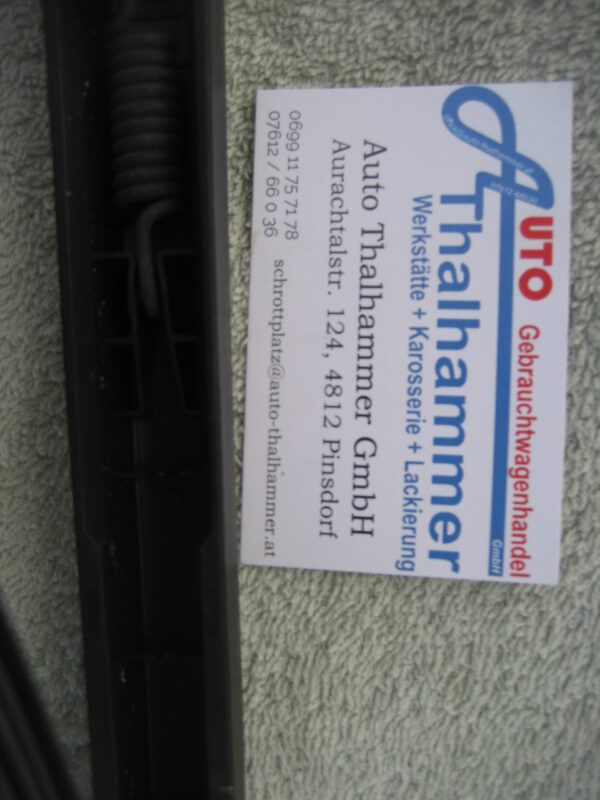 AUTO Gebrauchtwagenhandel
GmbH
Thalhammer
Werkstätte + Karosserie + Lackierung
Auto Thalhammer GmbH
Aurachtalstr. 124, 4812 Pinsdorf
0699 11 75 71 78
07612 / 66 0 36 schrottplatz@auto-thalhammer.at